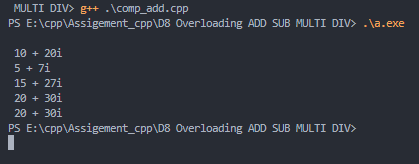 MULTI DIV> g++ .\comp_add.cpp
PS E:\cpp\Assigement_cpp\D8 Overloading ADD SUB MULTI DIV> .\a.exe
10 + 20i
5 + 7i
15 + 27i
20 + 30i
20 + 30i
PS E:\cpp\Assigement_cpp\D8 Overloading ADD SUB MULTI DIV>